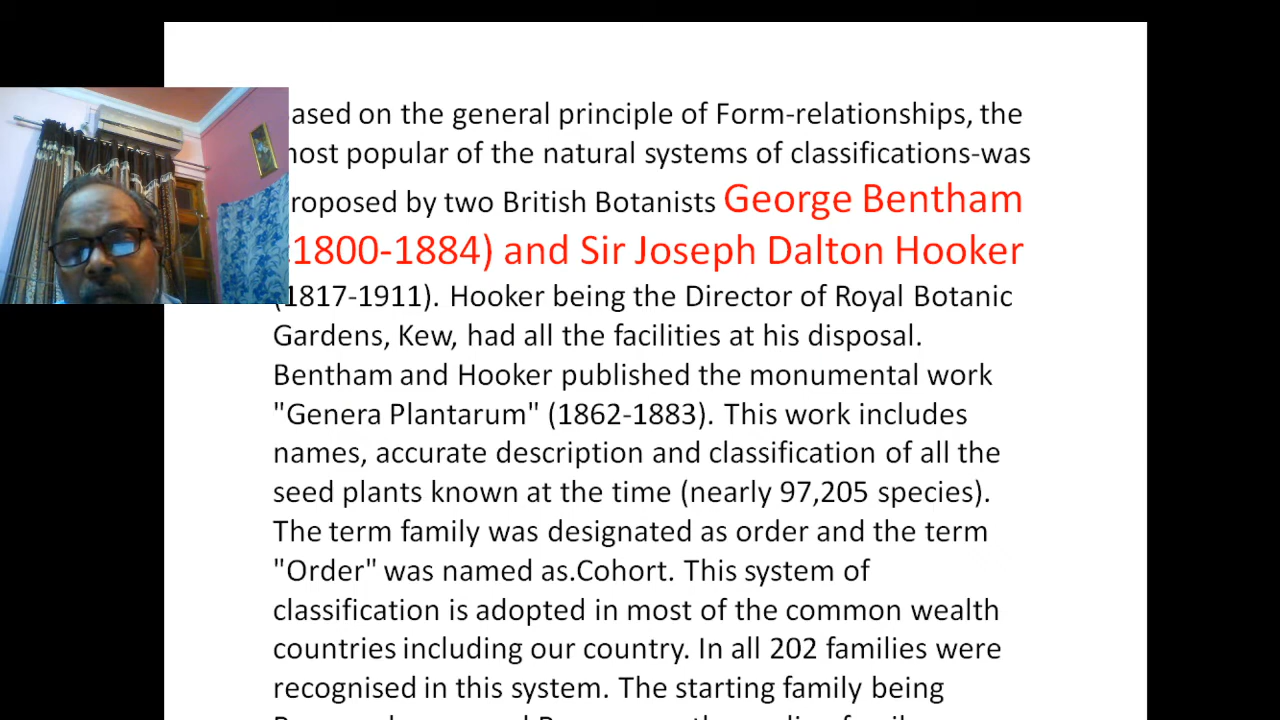 ased on the general principle of Form-relationships, the
ost popular of the natural systems of classifications-was
roposed by two British Botanists George Bentham
1800-1884) and Sir Joseph Dalton Hooker
(1817-1911). Hooker being the Director of Royal Botanic
Gardens, Kew, had all the facilities at his disposal.
Bentham and Hooker published the monumental work
"Genera Plantarum" (1862-1883). This work includes
names, accurate description and classification of all the
seed plants known at the time (nearly 97,205 species).
The term family was designated as order and the term
"Order" was named as.Cohort. This system of
classification is adopted in most of the common wealth
countries including our country. In all 202 families were
recognised in this system. The starting family being